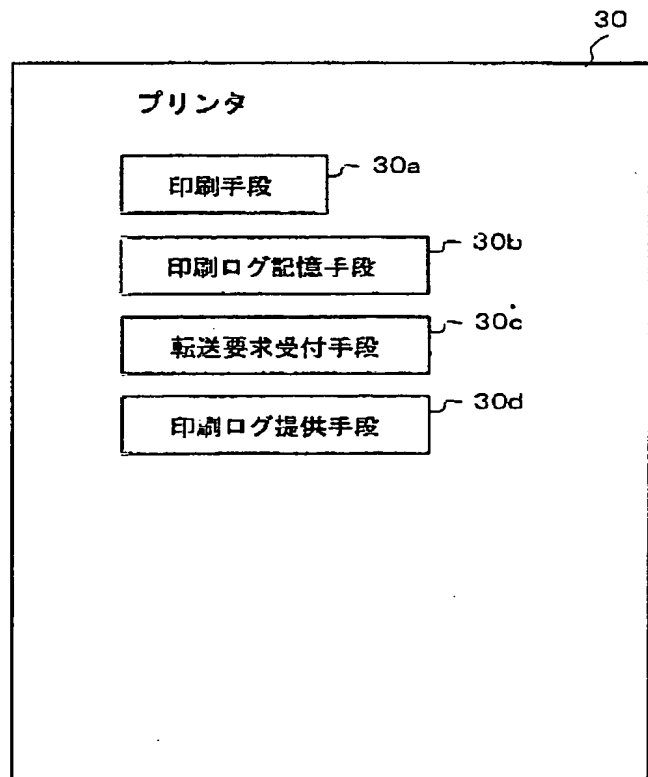 30
プリンタ
印刷手段
30a
印刷ログ記憶手段
30b
転送要求受付手段
30c
印刷ログ提供手段
30d